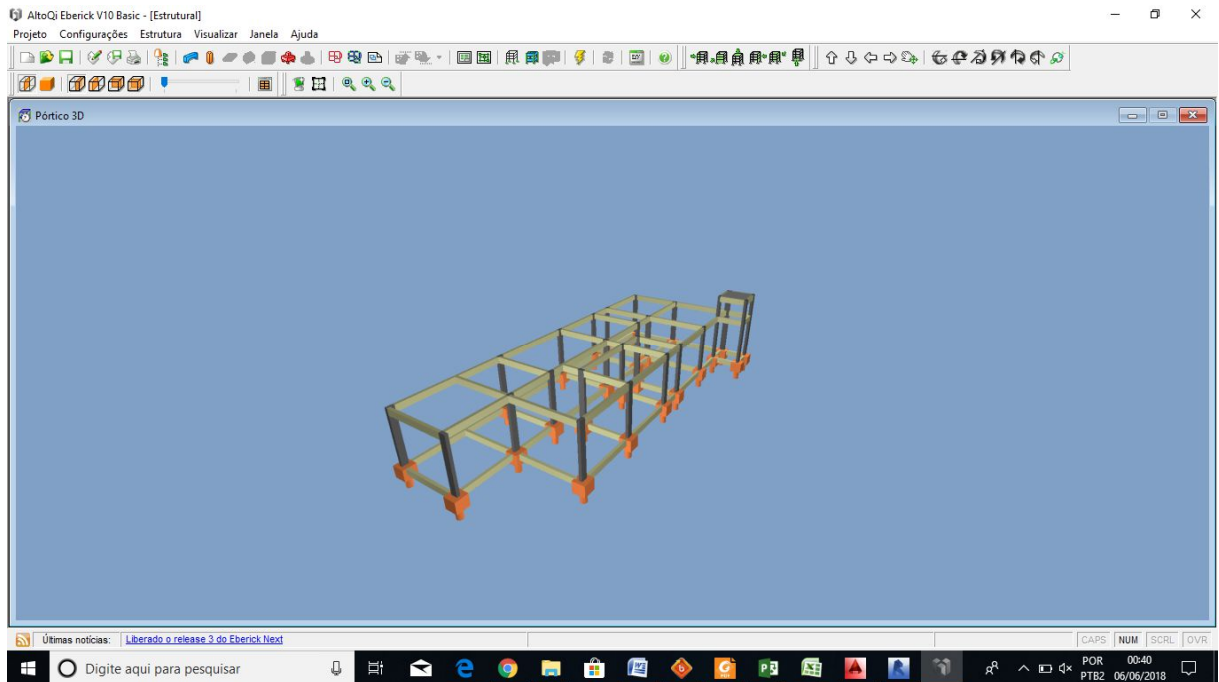 AltoQi Eberick V10 Basic - [Estrutural]
Projeto Configurações Estrutura Visualizar Janela Ajuda
Pórtico 3D
Últimas notícias: Liberado o release 3 do Eberick Next
CAPS NUM SCRL OVR
Digite aqui para pesquisar
POR 00:40
PTB2 06/06/2018